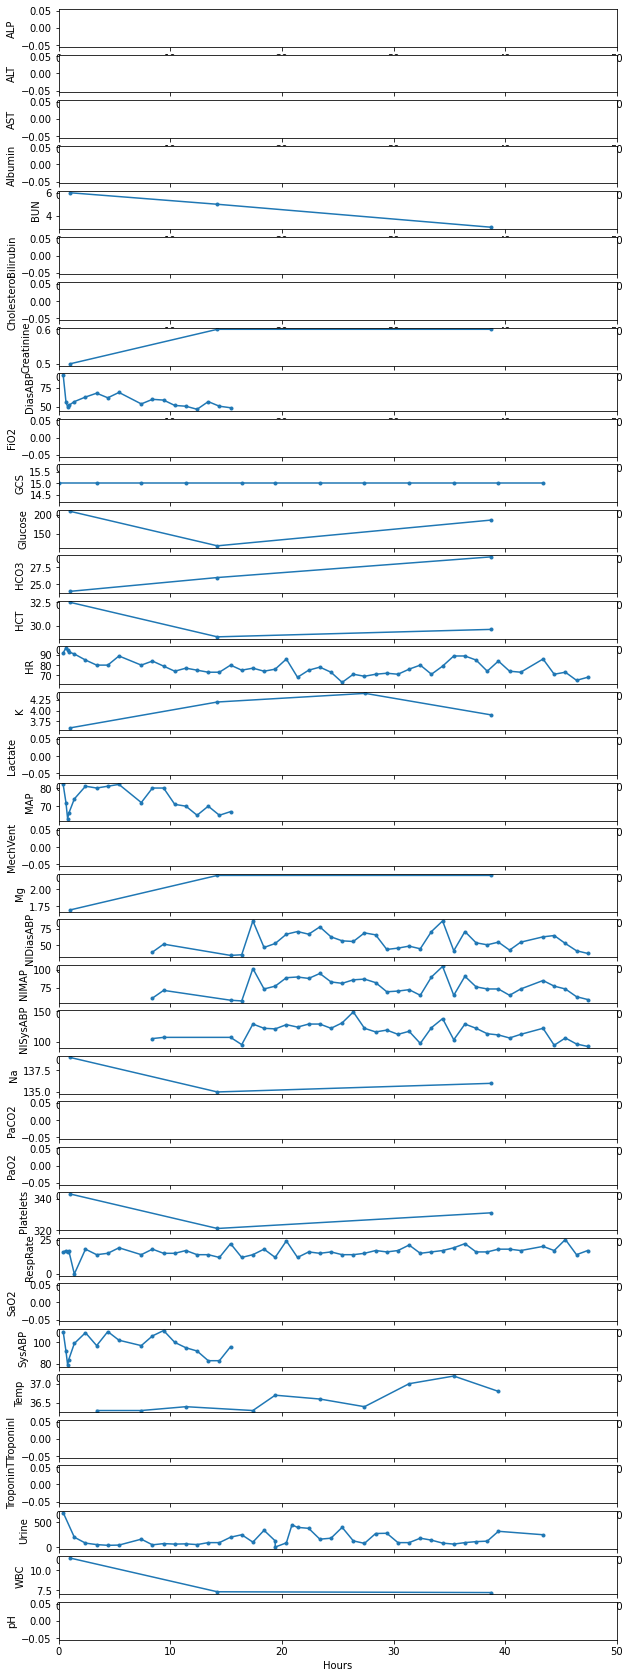 ALP 0.05 0.00 −0.05
ALT 0.05 0.00 −0.05
AST 0.05 0.00 −0.05
Albumin 0.05 0.00 −0.05
BUN 6 4
Bilirubin 0.05 0.00 −0.05
Cholesterol 0.05 0.00 −0.05
Creatinine 0.6 0.5
DiasABP 75 50
FiO2 0.05 0.00 −0.05
GCS 15.5 15.0 14.5
Glucose 200 150
HCO3 27.5 25.0
HCT 32.5 30.0
HR 90 80 70
K 4.25 4.00 3.75
Lactate 0.05 0.00 −0.05
MAP 80 70
MechVent 0.05 0.00 −0.05
Mg 2.00 1.75
NIDiasABP 75 50
NIMAP 100 75
NISysABP 150 100
Na 137.5 135.0
PaCO2 0.05 0.00 −0.05
PaO2 0.05 0.00 −0.05
Platelets 340 320
RespRate 25 0
SaO2 0.05 0.00 −0.05
SysABP 100 80
Temp 37.0 36.5
TroponinI 0.05 0.00 −0.05
TroponinT 0.05 0.00 −0.05
Urine 500 0
WBC 10.0 7.5
pH 0.05 0.00 −0.05
0 10 20 30 40 50
Hours